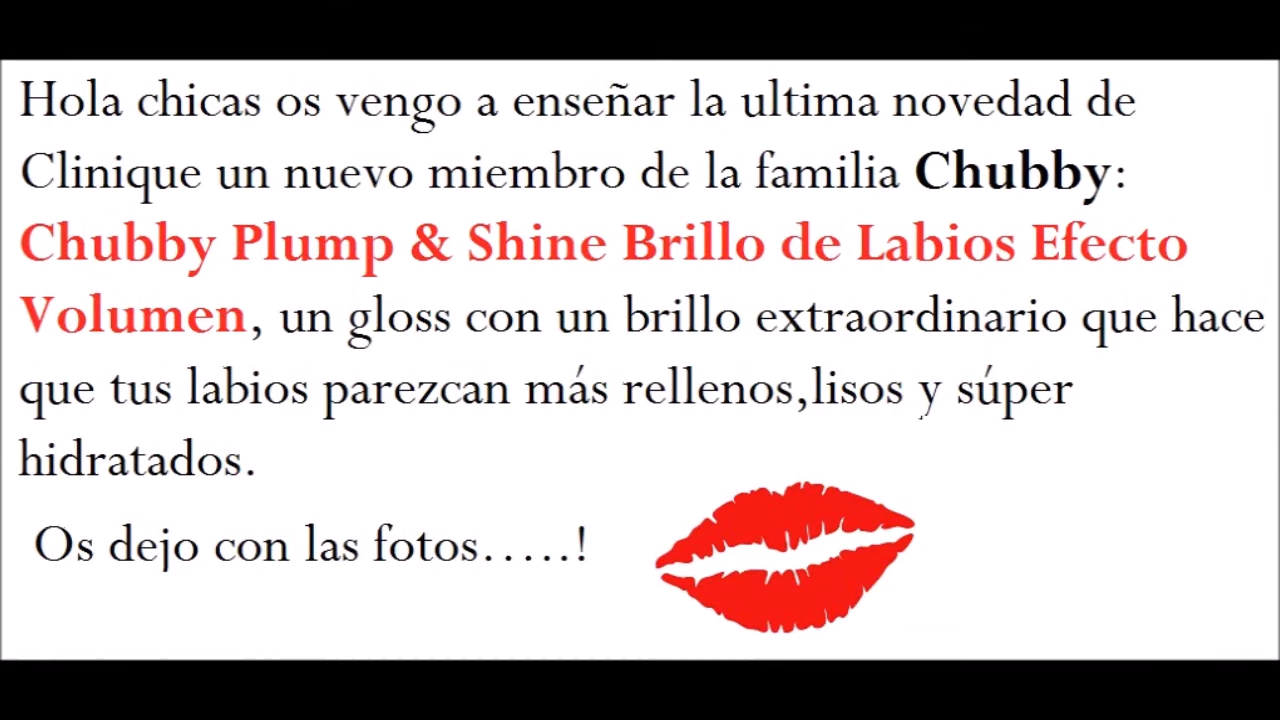 Hola chicas os vengo a enseñar la ultima novedad de
Clinique un nuevo miembro de la familia Chubby:
Chubby Plump & Shine Brillo de Labios Efecto
Volumen, un gloss con un brillo extraordinario que hace
que tus labios parezcan más rellenos,lisos y súper
hidratados.
Os dejo con las fotos.....!